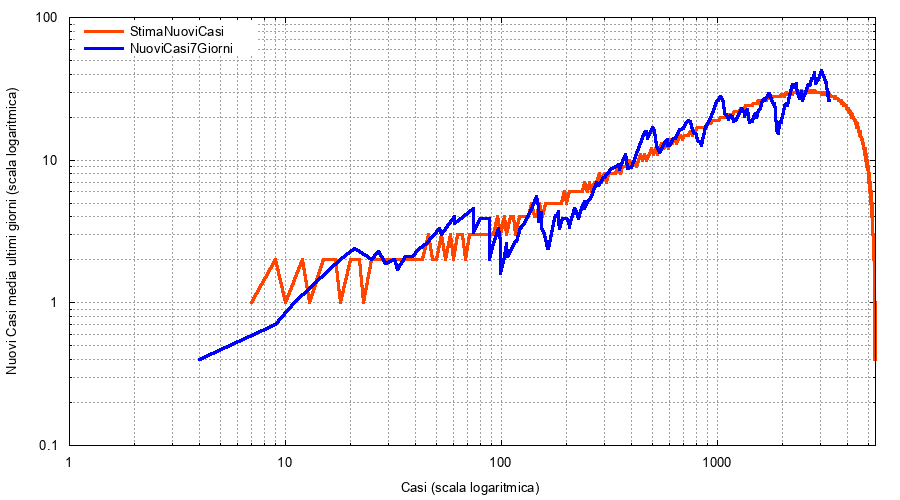 100
StimaNuoviCasi
NuoviCasi7Giorni
10
1
0.1
Nuovi Casi media ultimi giorni (scala logaritmica)
1
10
100
1000
Casi (scala logaritmica)